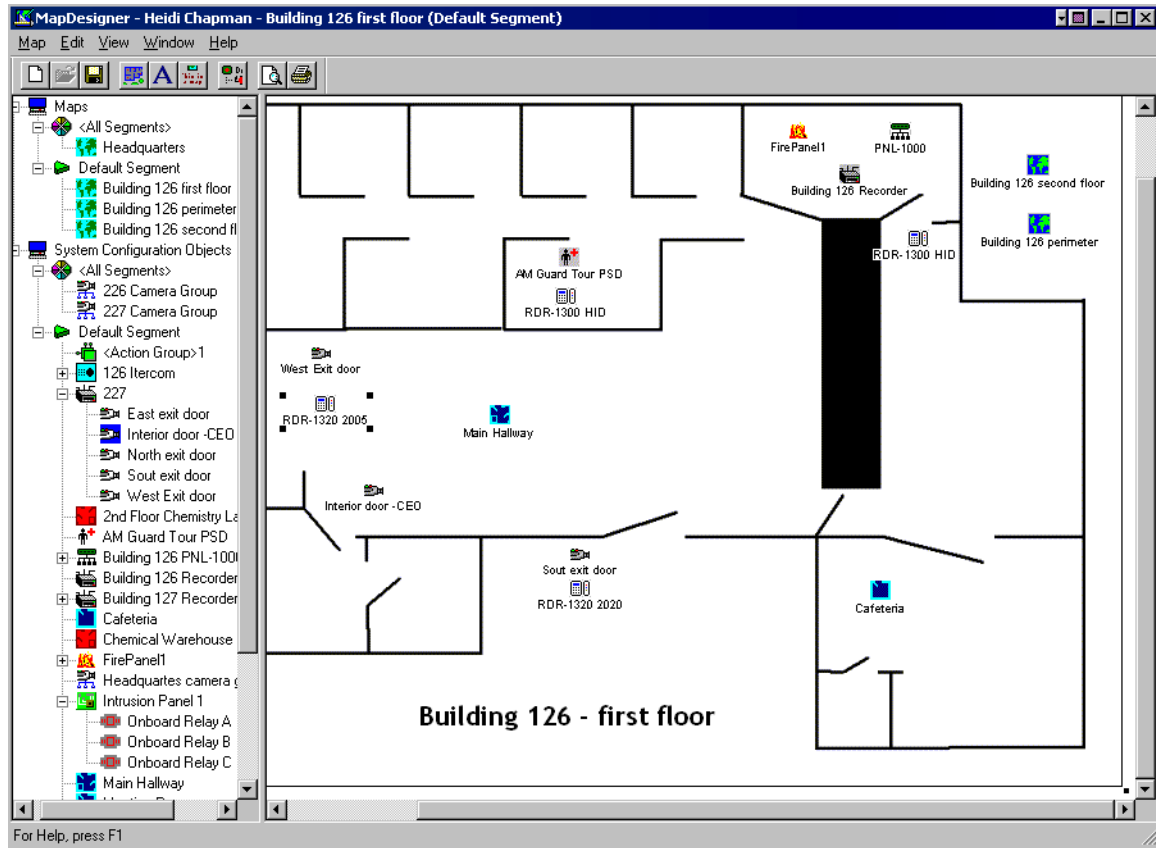 MapDesigner - Heidi Chapman - Building 126 first floor (Default Segment)
Map Edit View Window Help
Maps
<All Segments>
Headquarters
Default Segment
Building 126 first floor
Building 126 perimeter
Building 126 second fl
System Configuration Objects
<All Segments>
226 Camera Group
227 Camera Group
Default Segment
<Action Group>1
126 Itercom
227
East exit door
Interior door -CEO
North exit door
Sout exit door
West Exit door
2nd Floor Chemistry La
AM Guard Tour PSD
Building 126 PNL-1000
Building 126 Recorder
Building 127 Recorder
Cafeteria
Chemical Warehouse
FirePanel1
Headquartes camera g
Intrusion Panel 1
Onboard Relay A
Onboard Relay B
Onboard Relay C
Main Hallway
FirePanel1
PNL-1000
Building 126 Recorder
Building 126 second floor
Building 126 perimeter
RDR-1300 HID
AM Guard Tour PSD
RDR-1300 HID
West Exit door
RDR-1320 2005
Main Hallway
Interior door -CEO
Sout exit door
RDR-1320 2020
Cafeteria
Building 126 - first floor
For Help, press F1